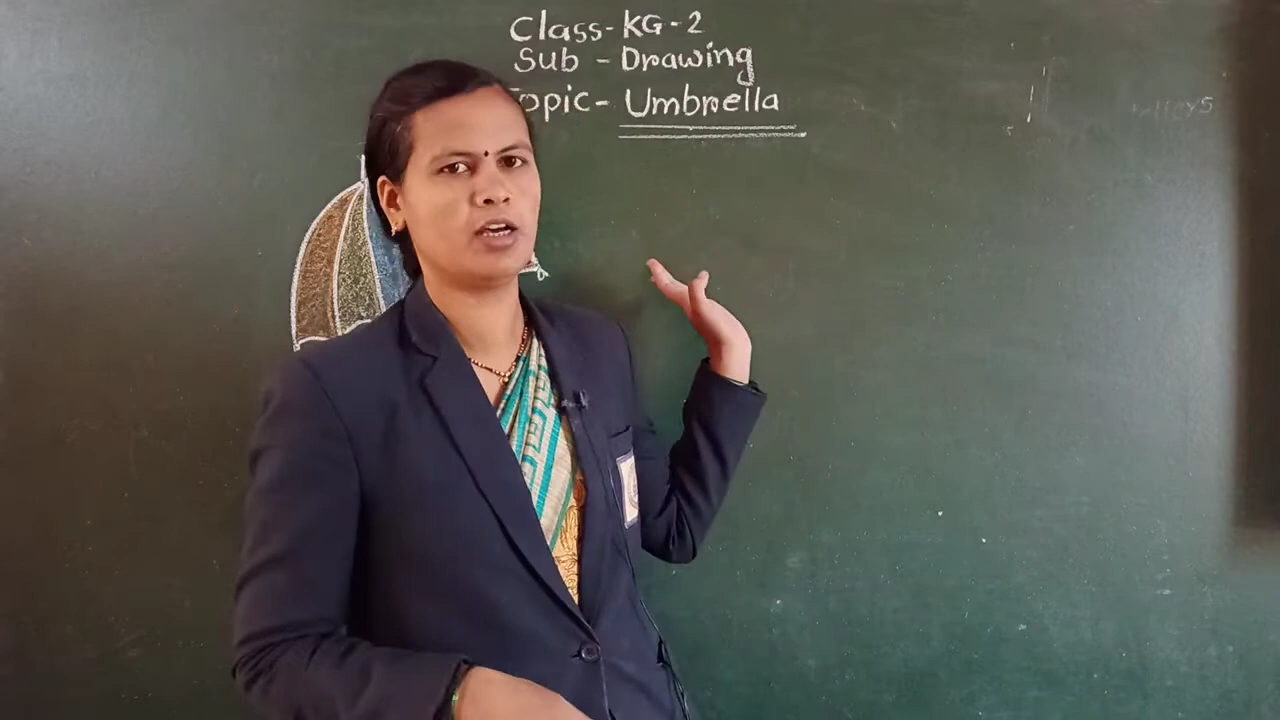 Class - KG - 2
Sub - Drawing
Topic - Umbrella